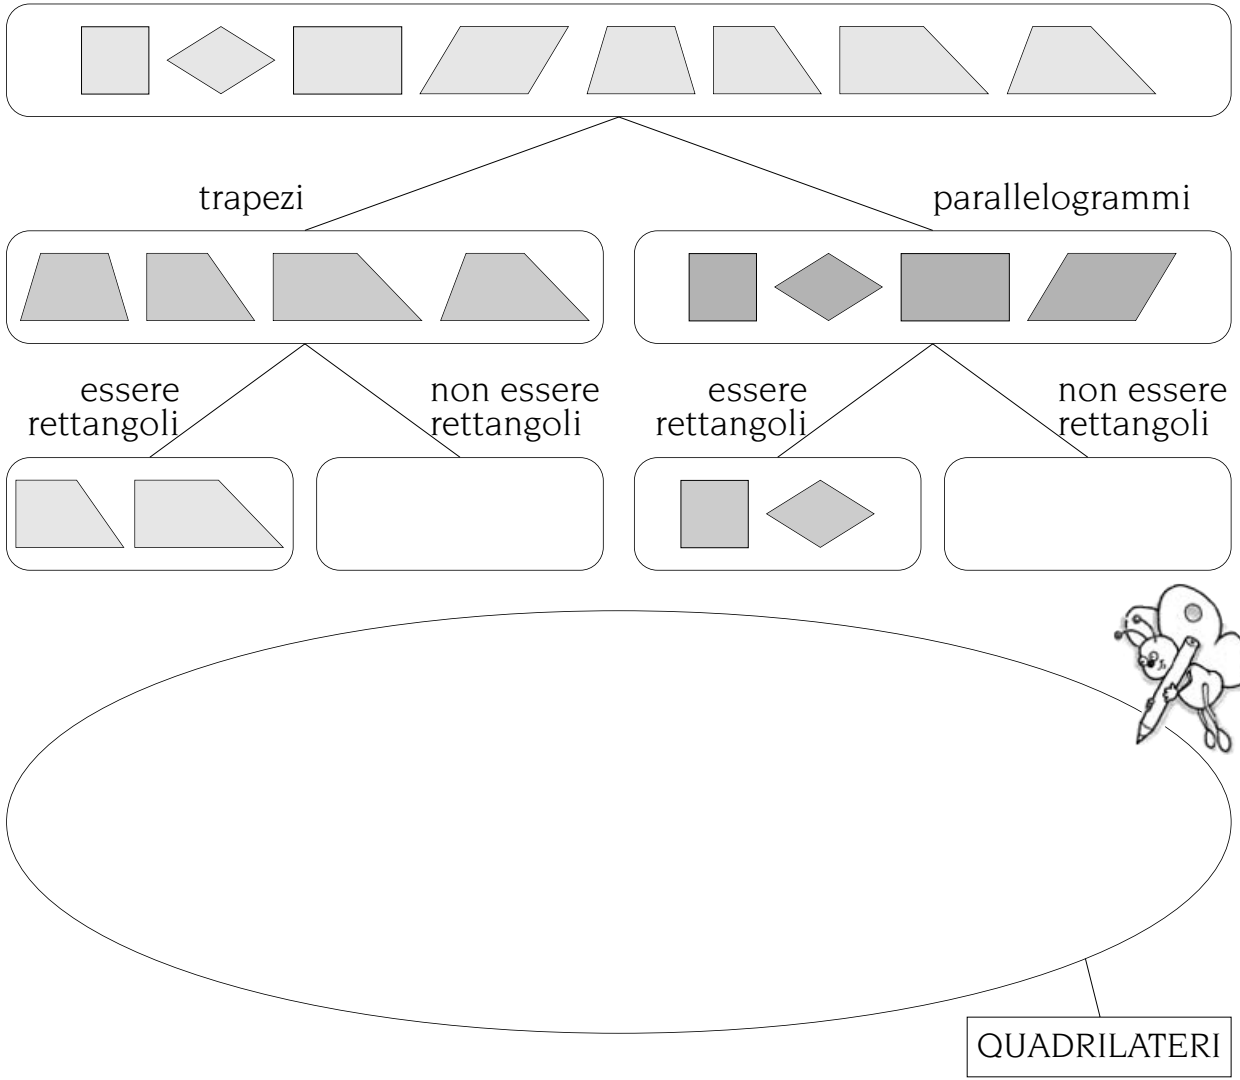 trapezi
parallelogrammi
essere
rettangoli
non essere
rettangoli
essere
rettangoli
non essere
rettangoli
QUADRILATERI